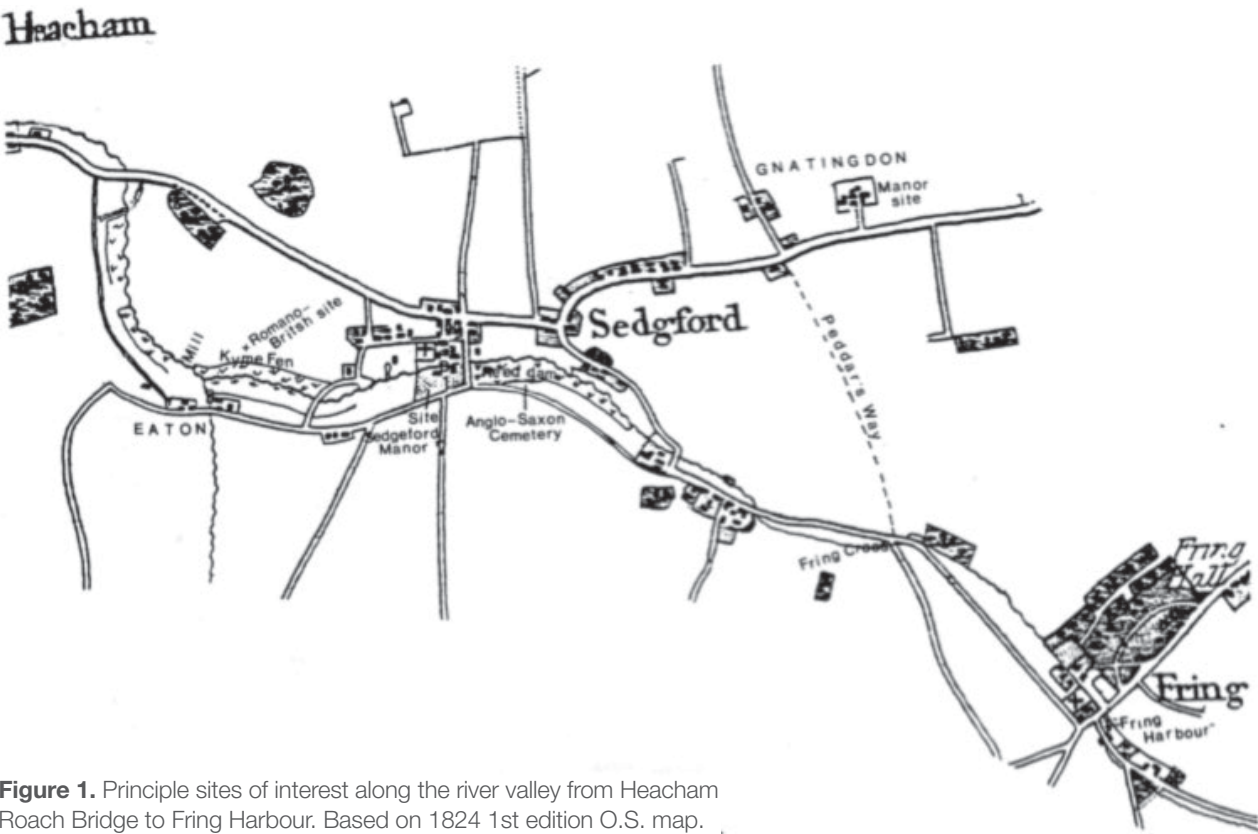 Heacham
GNATINGDON
Manor
site
Sedgford
Romano-
British site
Mill
Kyme Fen
Reed dam
Peddar's Way
EATON
Site
Sedgeford
Manor
Anglo-Saxon
Cemetery
Fring Cross
Fring
Hall
Fring
"Fring
Harbour"
Figure 1. Principle sites of interest along the river valley from Heacham
Roach Bridge to Fring Harbour. Based on 1824 1st edition O.S. map.